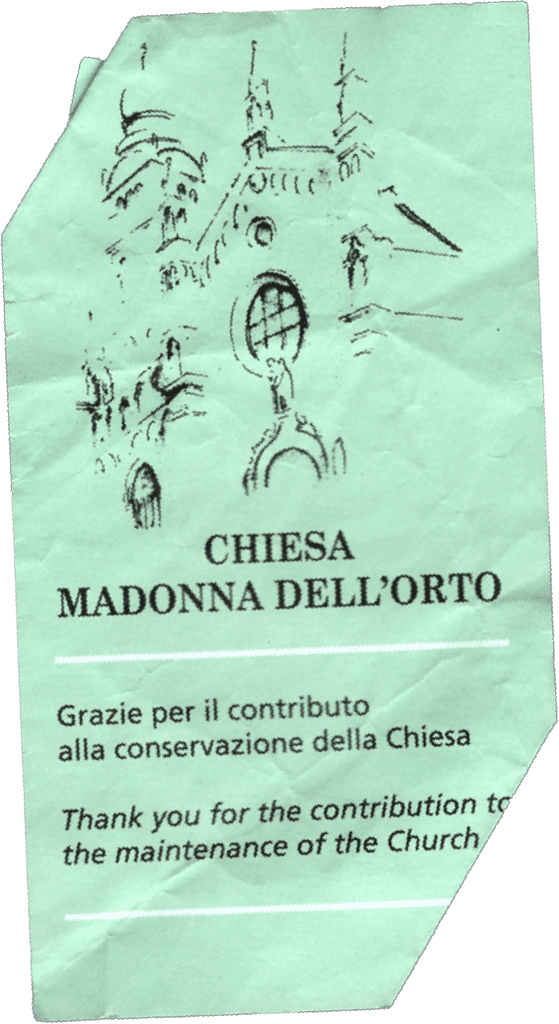 CHIESA
MADONNA DELL'ORTO
Grazie per il contributo
alla conservazione della Chiesa
Thank you for the contribution to
the maintenance of the Church